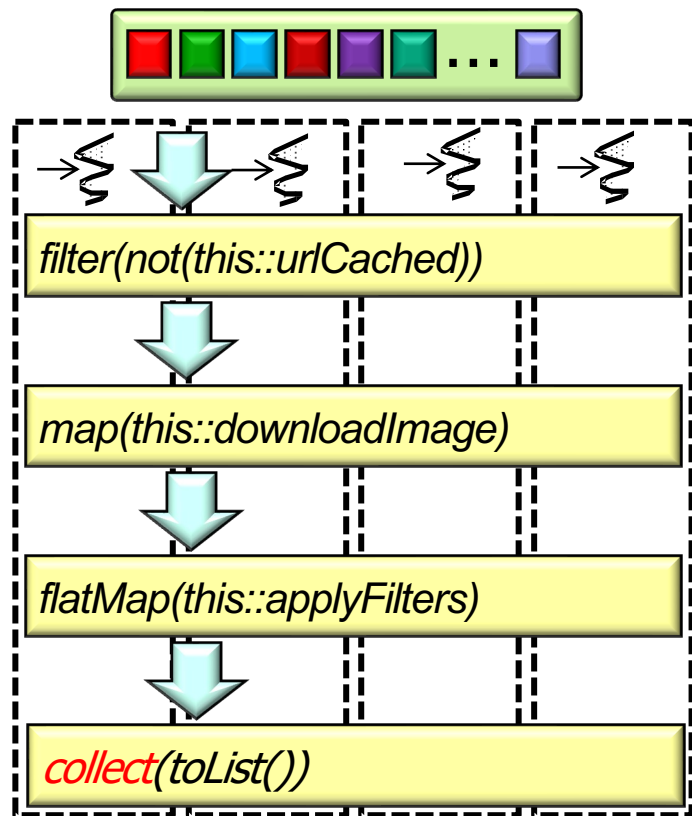 ...
filter(not(this::urlCached))
map(this::downloadImage)
flatMap(this::applyFilters)
collect(toList())